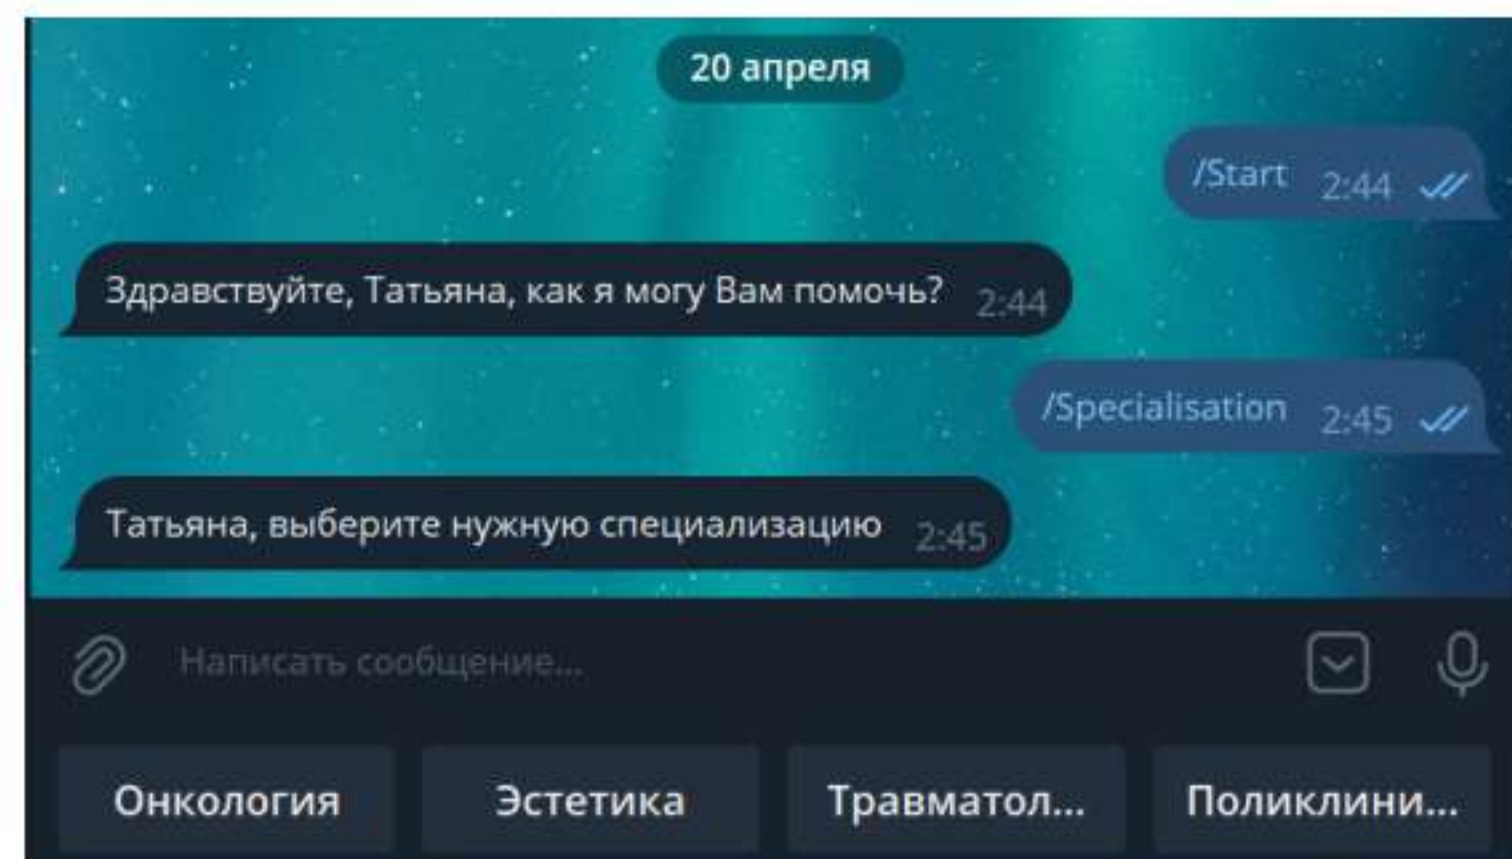 20 апреля
/Start 2:44
Здравствуйте, Татьяна, как я могу Вам помочь? 2:44
/Specialisation 2:45
Татьяна, выберите нужную специализацию 2:45
Написать сообщение...
Онкология Эстетика Травматол... Поликлини...